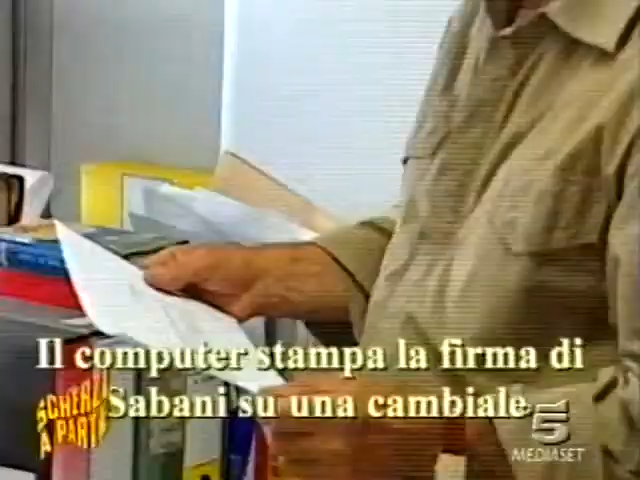 Il computer stampa la firma di
Sabani su una cambiale
SCHERZI
A PARTE
5
MEDIASET